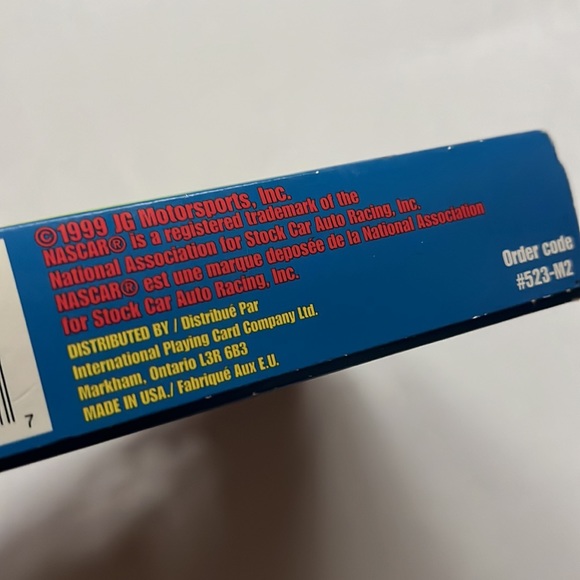 ©1999 JG Motorsports, Inc.
NASCAR® is a registered trademark of the
National Association for Stock Car Auto Racing, Inc.
NASCAR® est une marque deposée de la National Association
for Stock Car Auto Racing, Inc.
DISTRIBUTED BY / Distribué Par
International Playing Card Company Ltd.
Markham, Ontario L3R 6B3
MADE IN USA./ Fabriqué Aux E.U.
Order code
#523-M2
7